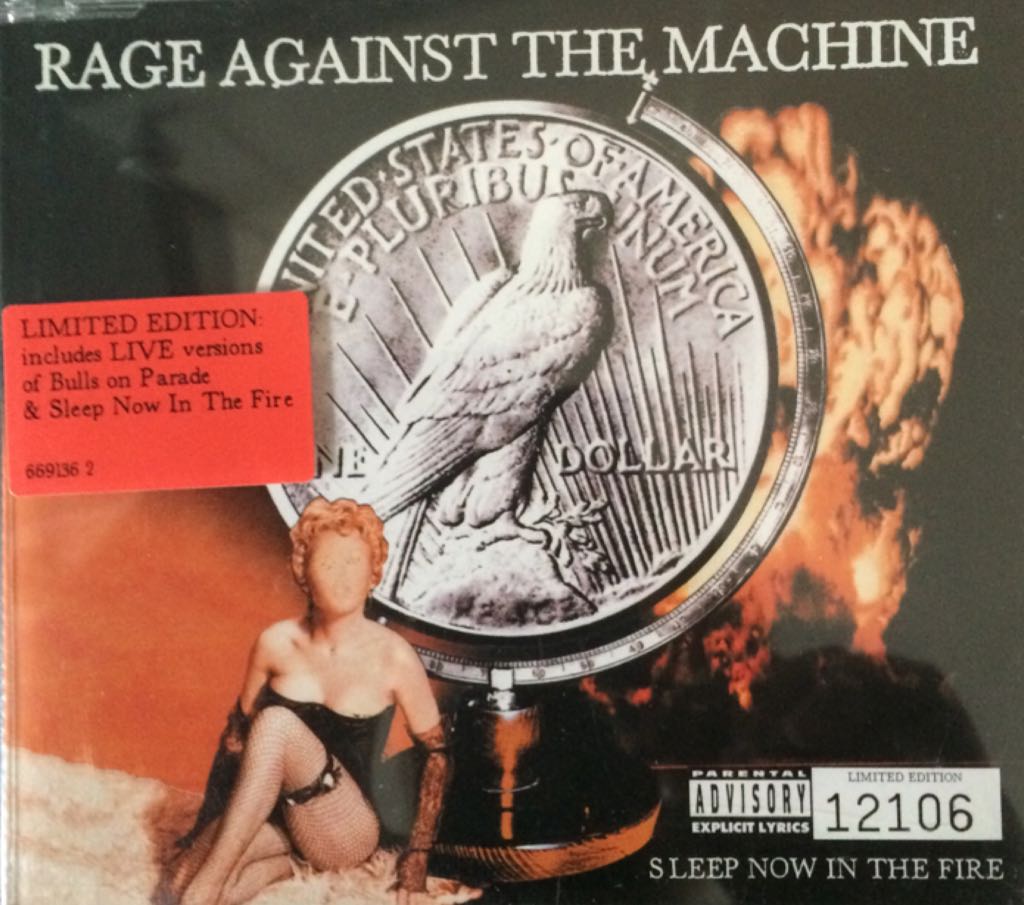 RAGE AGAINST THE MACHINE
UNITED·STATES·OF·AMERICA
E·PLURIBUS UNUM
LIMITED EDITION:
includes LIVE versions
of Bulls on Parade
& Sleep Now In The Fire
669136 2
NE DOLLAR
PARENTAL
ADVISORY
EXPLICIT LYRICS
LIMITED EDITION
12106
SLEEP NOW IN THE FIRE